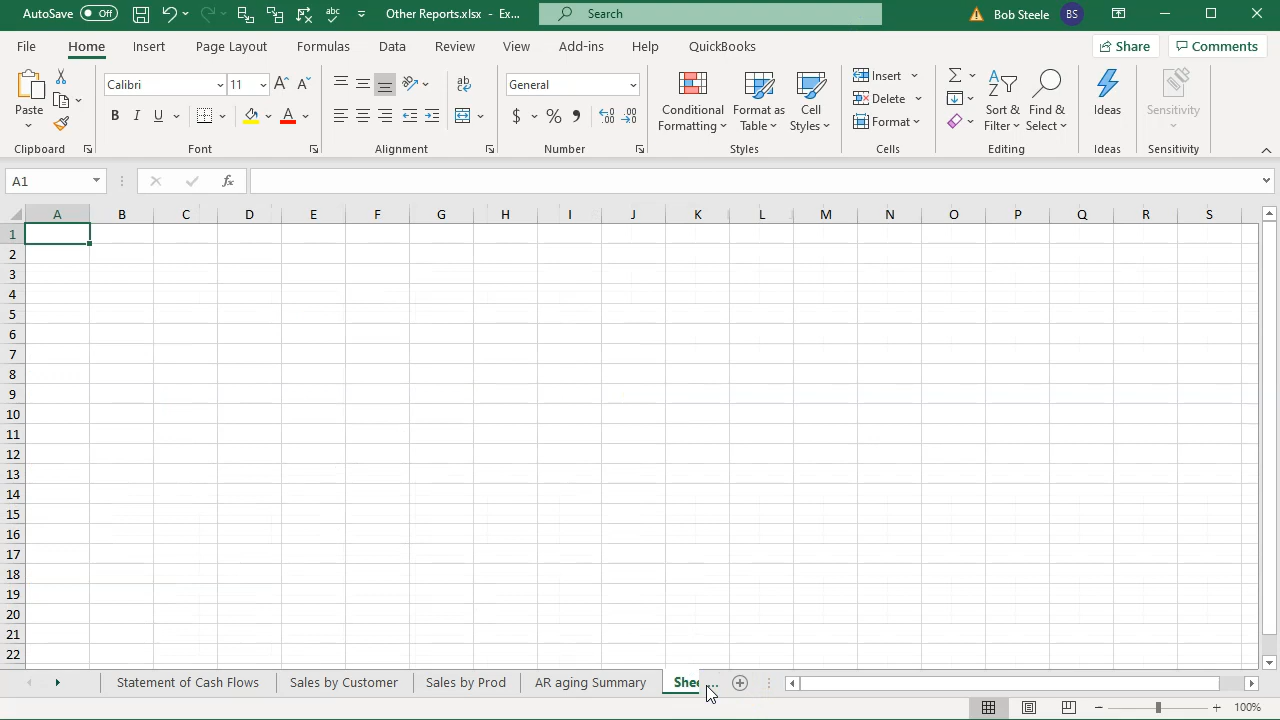 AutoSave Off abc Other Reports.xlsx - Ex... Search Bob Steele BS
File Home Insert Page Layout Formulas Data Review View Add-ins Help QuickBooks Share Comments
Calibri 11 A A ab General Insert Σ
Paste B I U A $ % Conditional Formatting Format as Table Cell Styles Delete Format Sort & Filter Find & Select Ideas Sensitivity
Clipboard Font Alignment Number Styles Cells Editing Ideas Sensitivity
A1 fx
A B C D E F G H I J K L M N O P Q R S
1
2
3
4
5
6
7
8
9
10
11
12
13
14
15
16
17
18
19
20
21
22
Statement of Cash Flows Sales by Customer Sales by Prod AR aging Summary Shee ...
100%